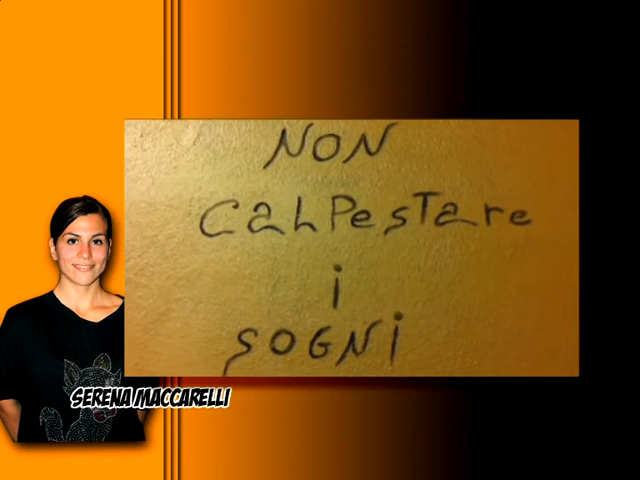 NON
CaLPesTare
i
SOGNi
SERENA MACCARELLI